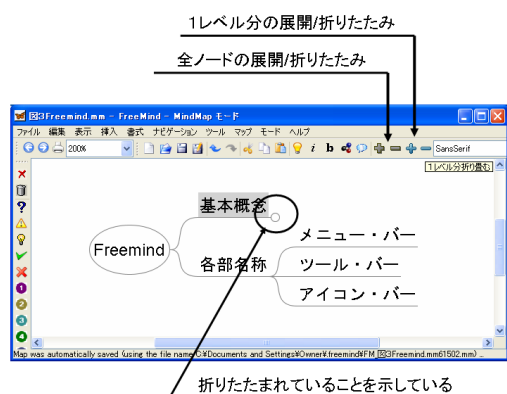 1レベル分の展開/折りたたみ
全ノードの展開/折りたたみ
図3Freemind.mm - FreeMind - MindMap モード
ファイル 編集 表示 挿入 書式 ナビゲーション ツール マップ モード ヘルプ
200% i b SansSerif
1レベル分折り畳む
基本概念
メニュー・バー
Freemind
各部名称
ツール・バー
アイコン・バー
Map was automatically saved (using the file name C:¥Documents and Settings¥Owner¥.freemind¥FM_図3Freemind.mm61502.mm) ...
折りたたまれていることを示している